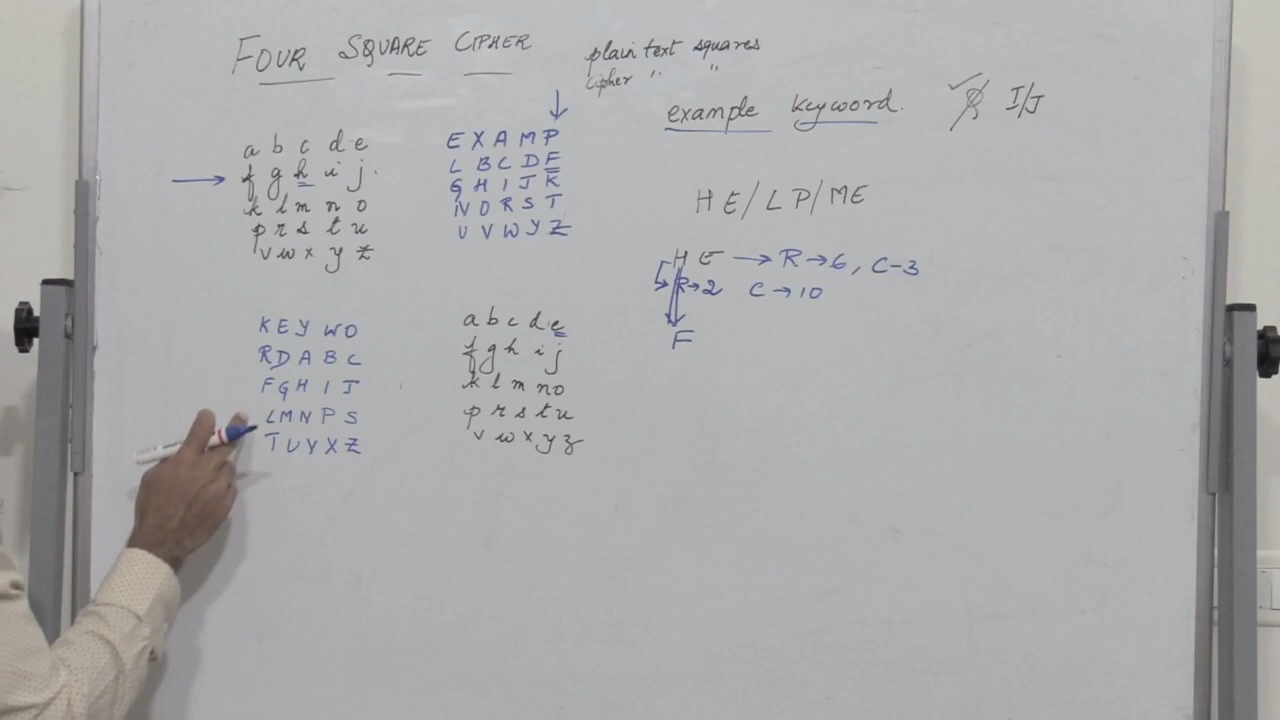 FOUR SQUARE CIPHER
plain text squares
cipher " "
example keyword. Q I/J
a b c d e
f g h i j
k l m n o
p r s t u
v w x y z
E X A M P
L B C D F
G H I J K
N O R S T
U V W Y Z
H E / L P / M E
H E → R → 6, C-3
R → 2 C → 10
F
K E Y W O
R D A B C
F G H I J
L M N P S
T U V X Z
a b c d e
f g h i j
k l m n o
p r s t u
v w x y z